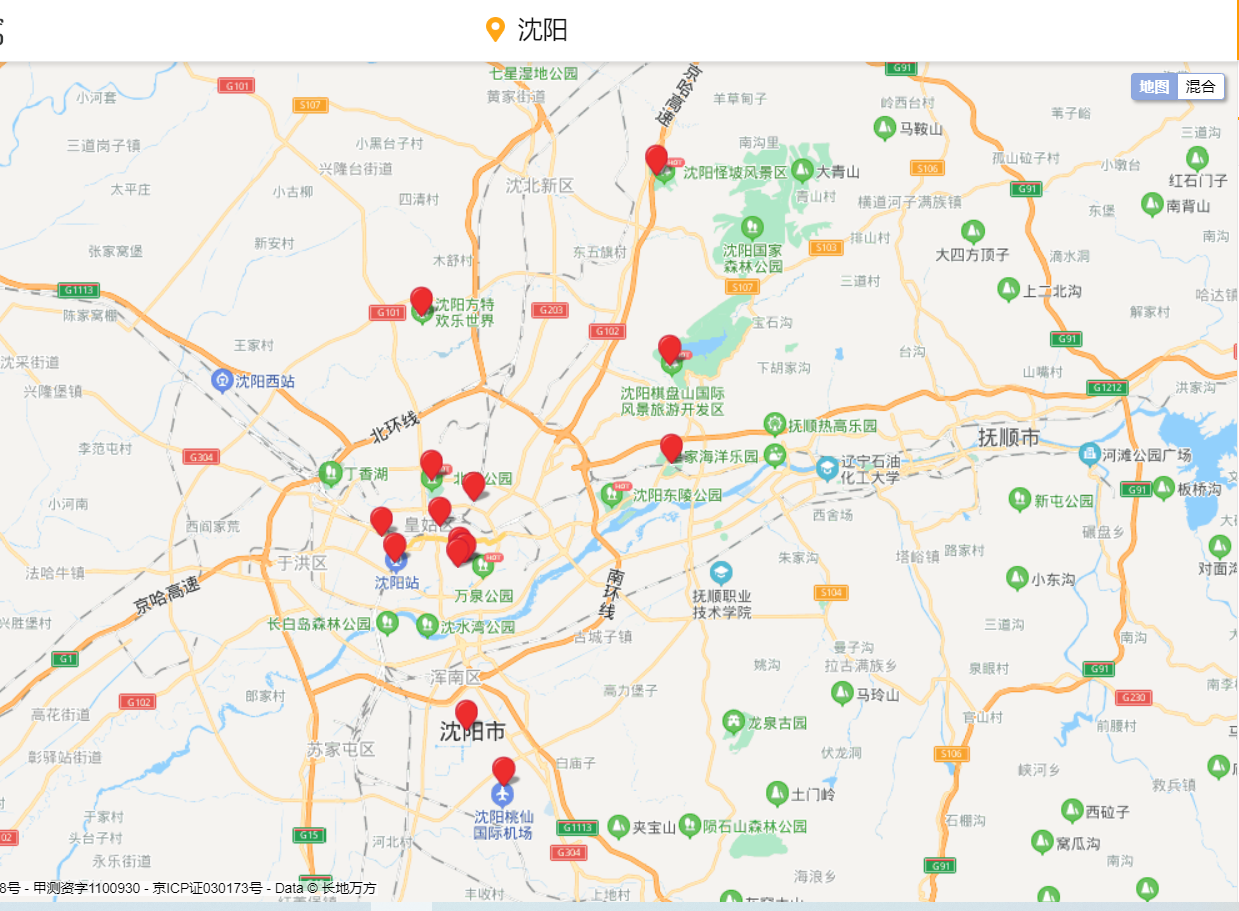 沈阳
地图 混合
七星湿地公园
京哈高速
G91
G101
小河套
黄家街道
羊草甸子
岭西台村
S107
苇子峪
马鞍山
三道沟
三道岗子镇
小黑台子村
南沟里
孤山砬子村
小墩台
兴隆台街道
HOT
沈阳怪坡风景区
大青山
S106
红石门子
太平庄
小古柳
四清村
沈北新区
青山村
横道河子满族镇
G91
东堡
南背山
张家窝堡
新安村
木舒村
东五旗村
沈阳国家
森林公园
S103
排山村
大四方顶子
滴水洞
南沟
G1113
S107
三道村
上二北沟
哈达镇
陈家窝棚
G101
沈阳方特
欢乐世界
G203
G102
宝石沟
解家村
王家村
台沟
G91
沈采街道
沈阳西站
下胡家沟
山嘴村
G1212
洪家沟
兴隆堡镇
沈阳棋盘山国际
风景旅游开发区
北环线
抚顺热高乐园
抚顺市
李范屯村
G304
家海洋乐园
辽宁石油
化工大学
河滩公园广场
丁香湖
北
公园
HOT
沈阳东陵公园
G91
板桥沟
小河南
新屯公园
西阎家荒
皇姑区
西舍场
碾盘乡
于洪区
HOT
朱家沟
塔峪镇
路家村
法哈牛镇
沈阳站
南环线
小东沟
京哈高速
万泉公园
抚顺职业
技术学院
S104
兴胜堡村
长白岛森林公园
沈水湾公园
古城子镇
三道沟
南沟
G1
浑南区
曼子沟
姚沟
拉古满族乡
泉眼村
G91
郎家村
高力堡子
马玲山
G230
G102
高花街道
沈阳市
龙泉古园
官山村
前腰村
彰驿站街道
苏家屯区
白庙子
伏龙洞
S106
峡河乡
救兵镇
沈阳桃仙
国际机场
土门岭
于家村
G15
G1113
夹宝山
陨石山森林公园
石棚沟
西砬子
头台子村
河北村
G304
窝瓜沟
永乐街道
G91
南沟
海浪乡
8号 - 甲测资字1100930 - 京ICP证030173号 - Data © 长地万方
丰收村
上地村